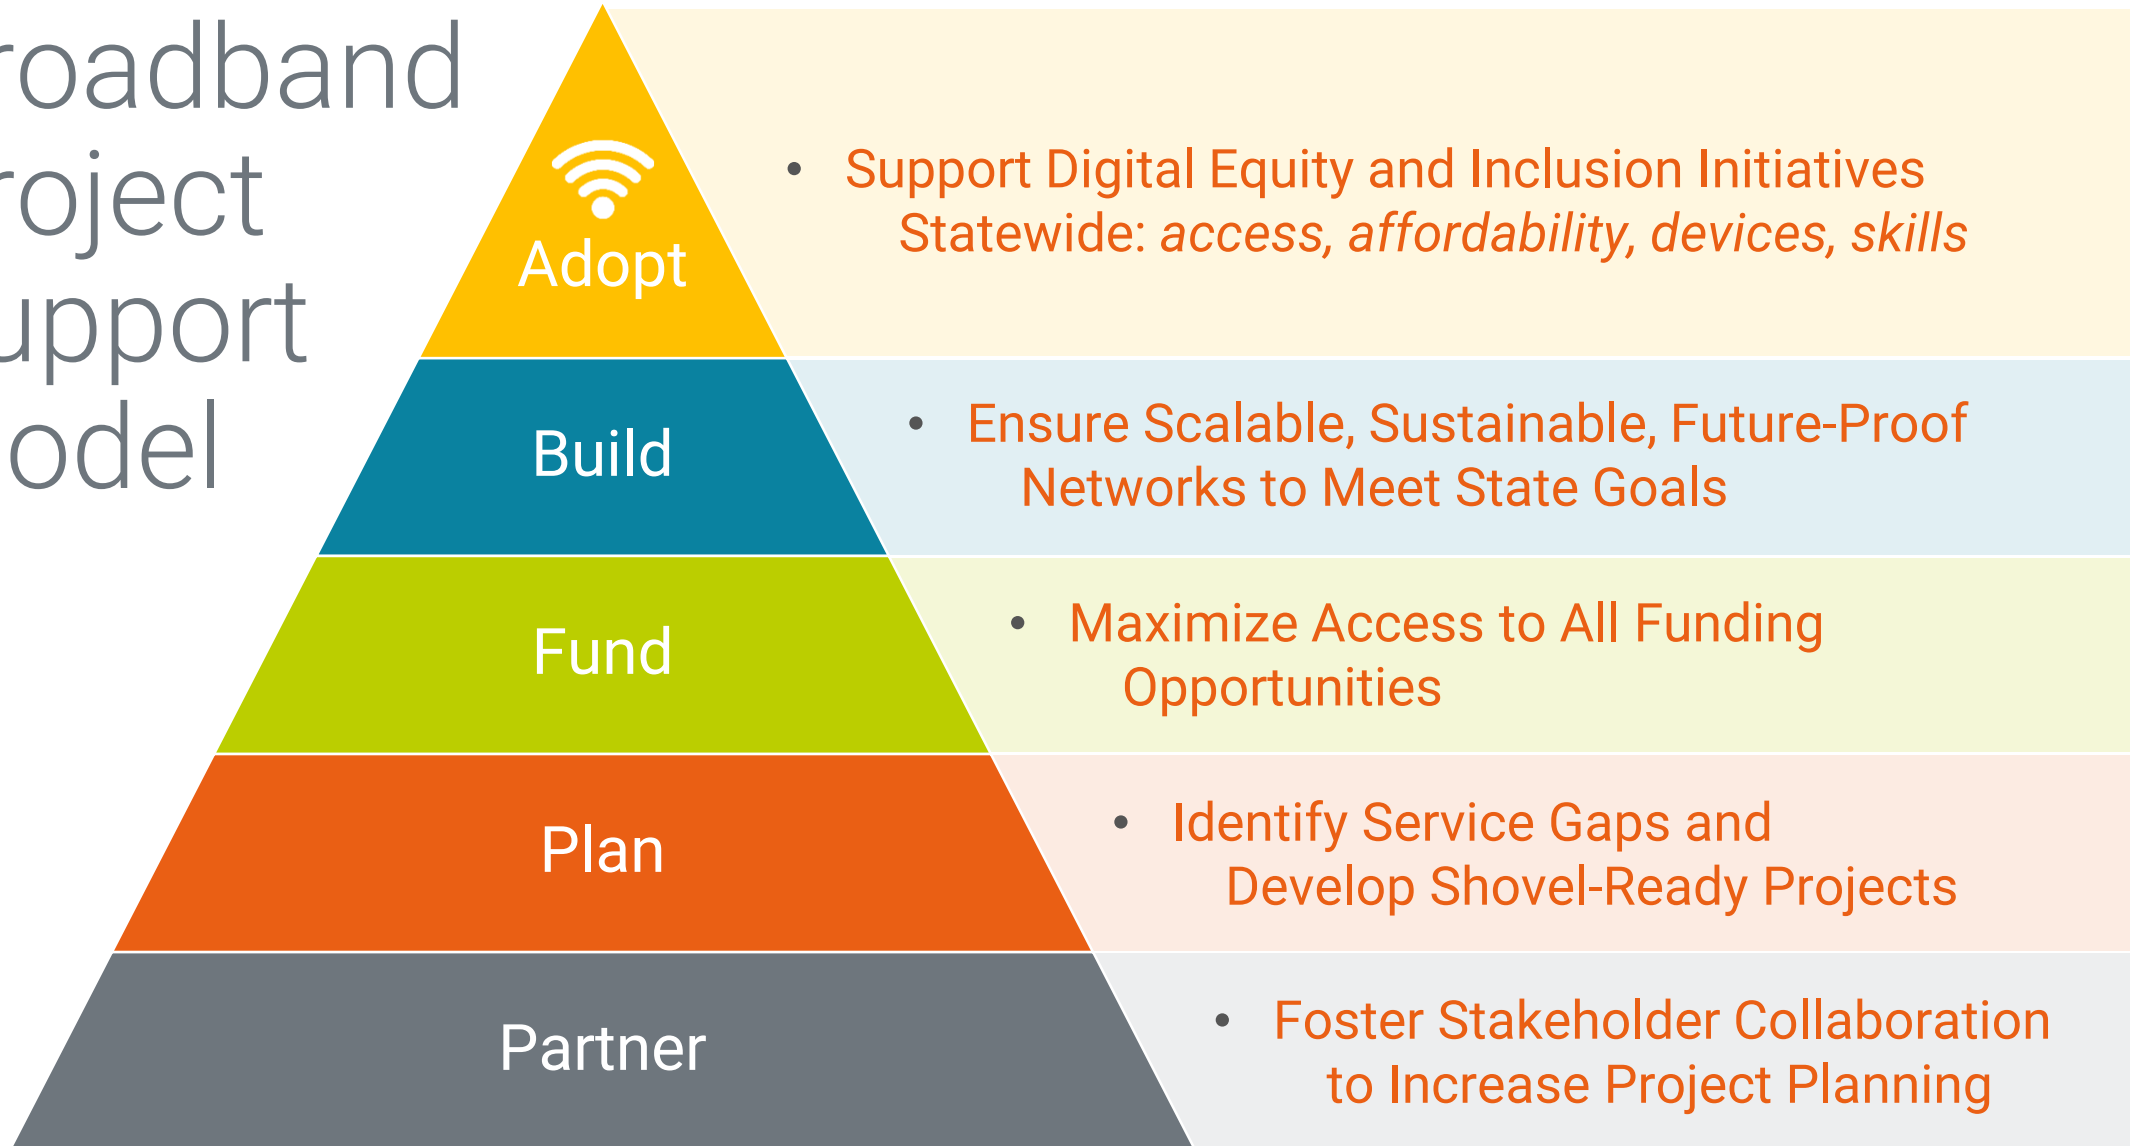 roadband
roject
upport
odel
Adopt
• Support Digital Equity and Inclusion Initiatives
Statewide: access, affordability, devices, skills
Build
• Ensure Scalable, Sustainable, Future-Proof
Networks to Meet State Goals
Fund
• Maximize Access to All Funding
Opportunities
Plan
• Identify Service Gaps and
Develop Shovel-Ready Projects
Partner
• Foster Stakeholder Collaboration
to Increase Project Planning